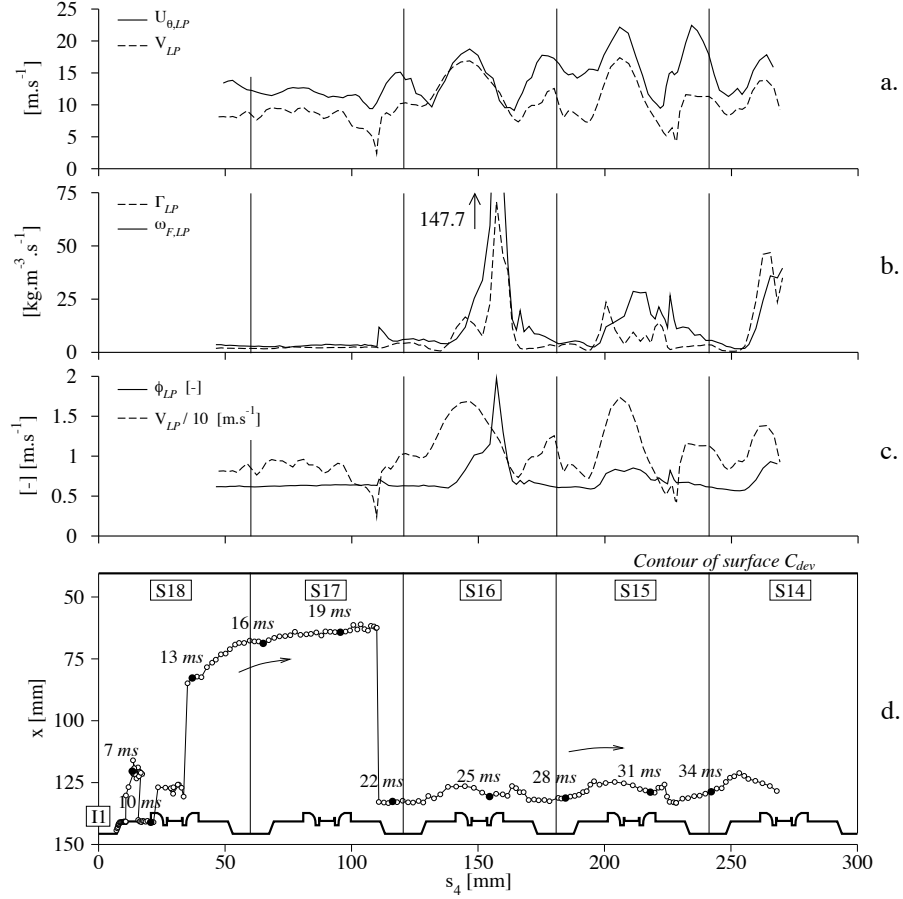 25
20
15
10
5
0
[m.s⁻¹]
U_θ,LP
V_LP
a.
75
50
25
0
[kg.m⁻³.s⁻¹]
Γ_LP
ω_F,LP
147.7
b.
2
1.5
1
0.5
0
[-] [m.s⁻¹]
ϕ_LP [-]
V_LP / 10 [m.s⁻¹]
c.
Contour of surface C_dev
50
75
100
125
150
x [mm]
S18
S17
S16
S15
S14
7 ms
10 ms
13 ms
16 ms
19 ms
22 ms
25 ms
28 ms
31 ms
34 ms
I1
d.
0
50
100
150
200
250
300
s₄ [mm]